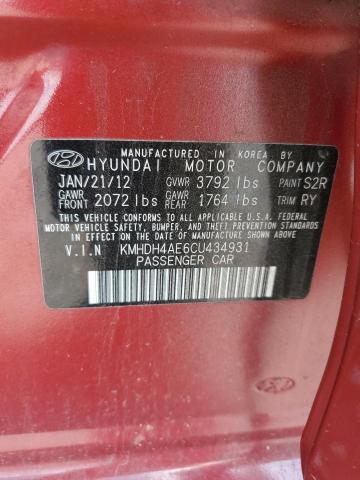 MANUFACTURED IN KOREA BY
HYUNDAI MOTOR COMPANY
JAN/21/12 GVWR 3792 lbs PAINT S2R
GAWR FRONT 2072 lbs GAWR REAR 1764 lbs TRIM RY
THIS VEHICLE CONFORMS TO ALL APPLICABLE U.S.A. FEDERAL
MOTOR VEHICLE SAFETY, BUMPER, AND THEFT PREVENTION
STANDARDS IN EFFECT ON THE DATE OF MANUFACTURE SHOWN ABOVE.
V.I.N KMHDH4AE6CU434931
PASSENGER CAR